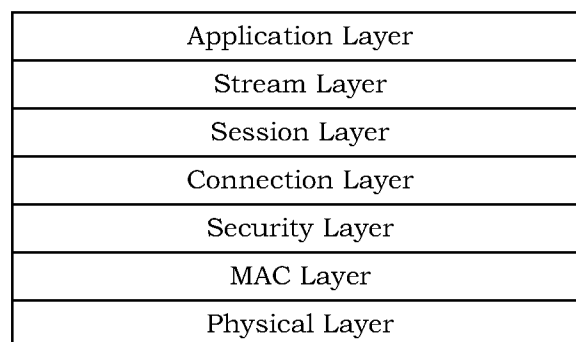 Application Layer
Stream Layer
Session Layer
Connection Layer
Security Layer
MAC Layer
Physical Layer